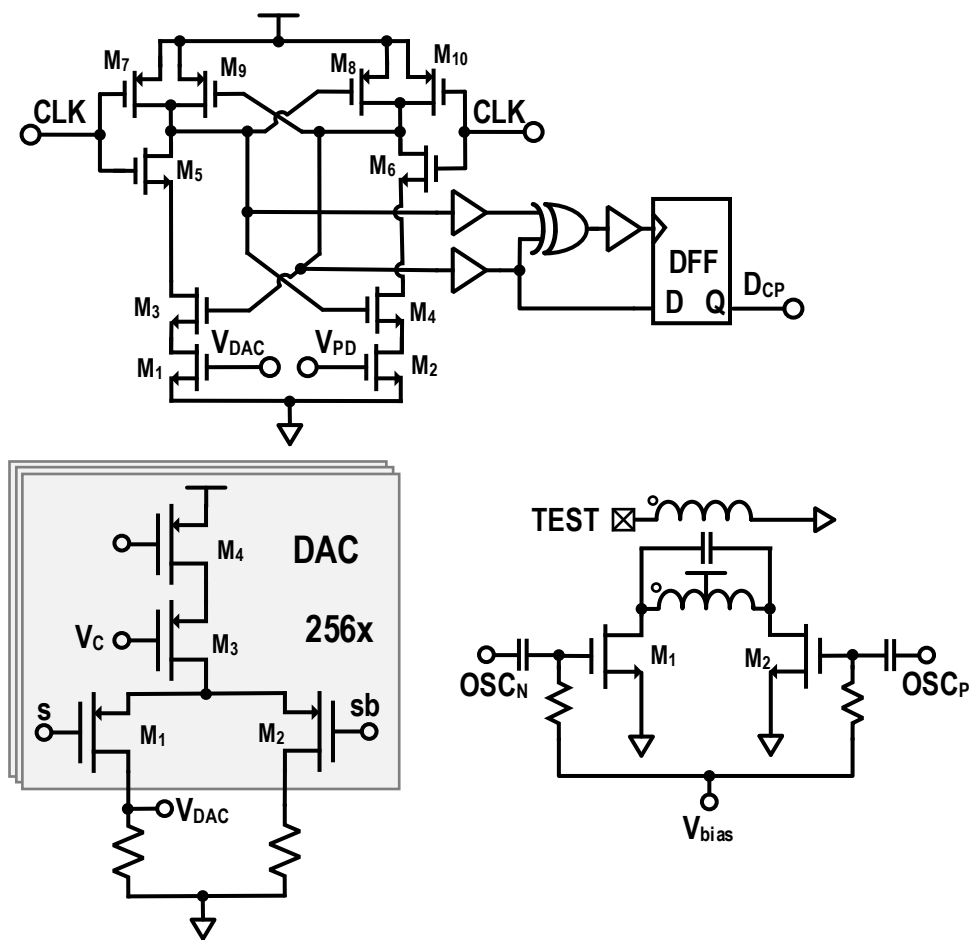 M7
M9
M8
M10
CLK
CLK
M5
M6
M3
M4
VDAC
VPD
M1
M2
DFF
D Q
DCP
DAC
M4
256x
VC
M3
s
M1
M2
sb
VDAC
TEST
M1
M2
OSCN
OSCP
Vbias